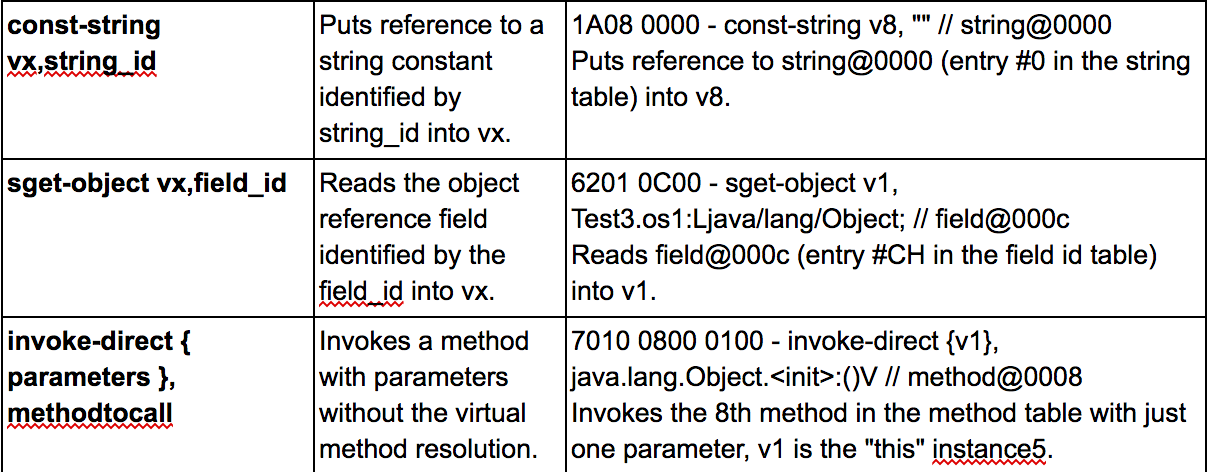 const-string
vx,string_id
Puts reference to a
string constant
identified by
string_id into vx.
1A08 0000 - const-string v8, "" // string@0000
Puts reference to string@0000 (entry #0 in the string
table) into v8.
sget-object vx,field_id
Reads the object
reference field
identified by the
field_id into vx.
6201 0C00 - sget-object v1,
Test3.os1:Ljava/lang/Object; // field@000c
Reads field@000c (entry #CH in the field id table)
into v1.
invoke-direct {
parameters },
methodtocall
Invokes a method
with parameters
without the virtual
method resolution.
7010 0800 0100 - invoke-direct {v1},
java.lang.Object.<init>:()V // method@0008
Invokes the 8th method in the method table with just
one parameter, v1 is the "this" instance5.